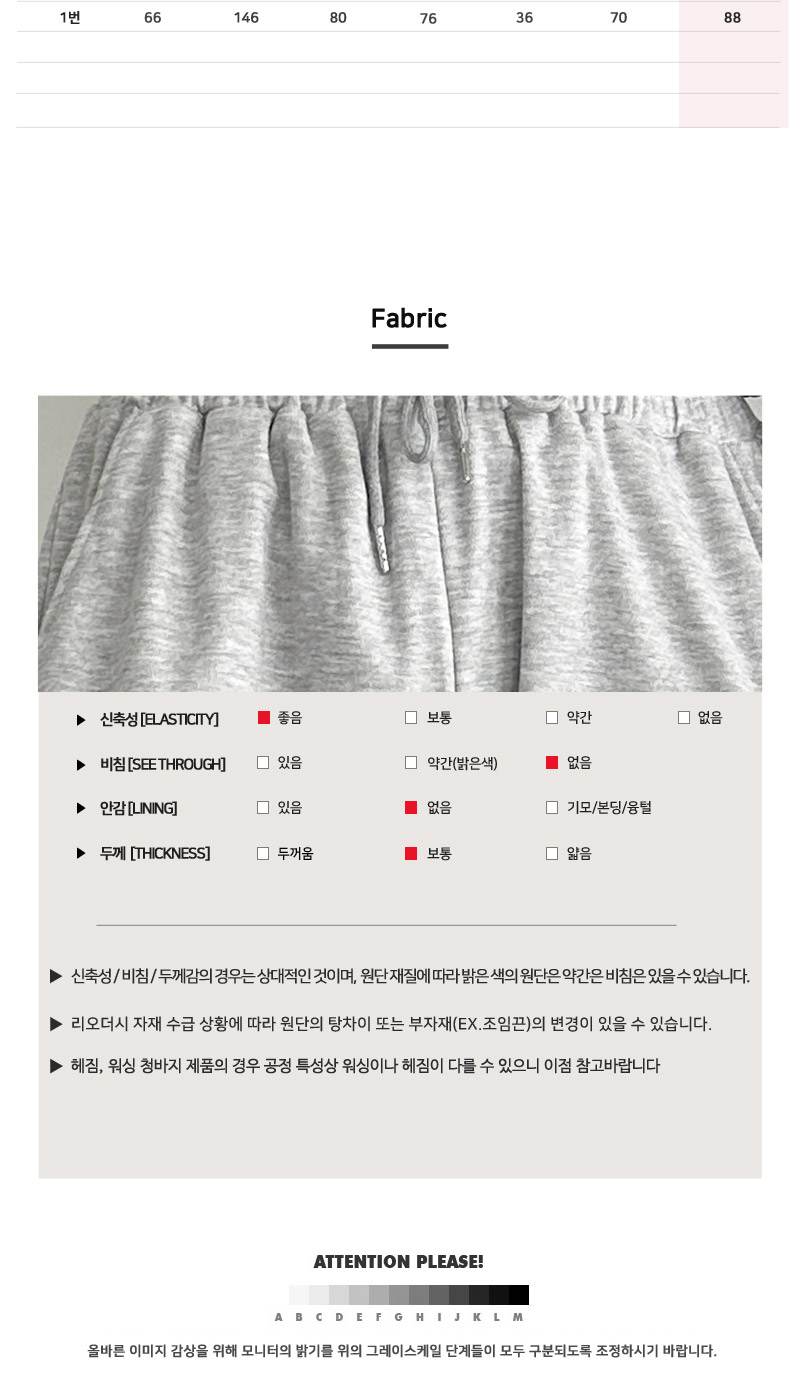 1번 66 146 80 76 36 70 88
Fabric
▶ 신축성 [ELASTICITY] 좋음 보통 약간 없음
▶ 비침 [SEE THROUGH] 있음 약간(밝은색) 없음
▶ 안감 [LINING] 있음 없음 기모/본딩/융털
▶ 두께 [THICKNESS] 두꺼움 보통 얇음
▶ 신축성 / 비침 / 두께감의 경우는 상대적인 것이며, 원단 재질에 따라 밝은 색의 원단은 약간은 비침은 있을 수 있습니다.
▶ 리오더시 자재 수급 상황에 따라 원단의 탕차이 또는 부자재(EX.조임끈)의 변경이 있을 수 있습니다.
▶ 헤짐, 워싱 청바지 제품의 경우 공정 특성상 워싱이나 헤짐이 다를 수 있으니 이점 참고바랍니다
ATTENTION PLEASE!
A B C D E F G H I J K L M
올바른 이미지 감상을 위해 모니터의 밝기를 위의 그레이스케일 단계들이 모두 구분되도록 조정하시기 바랍니다.